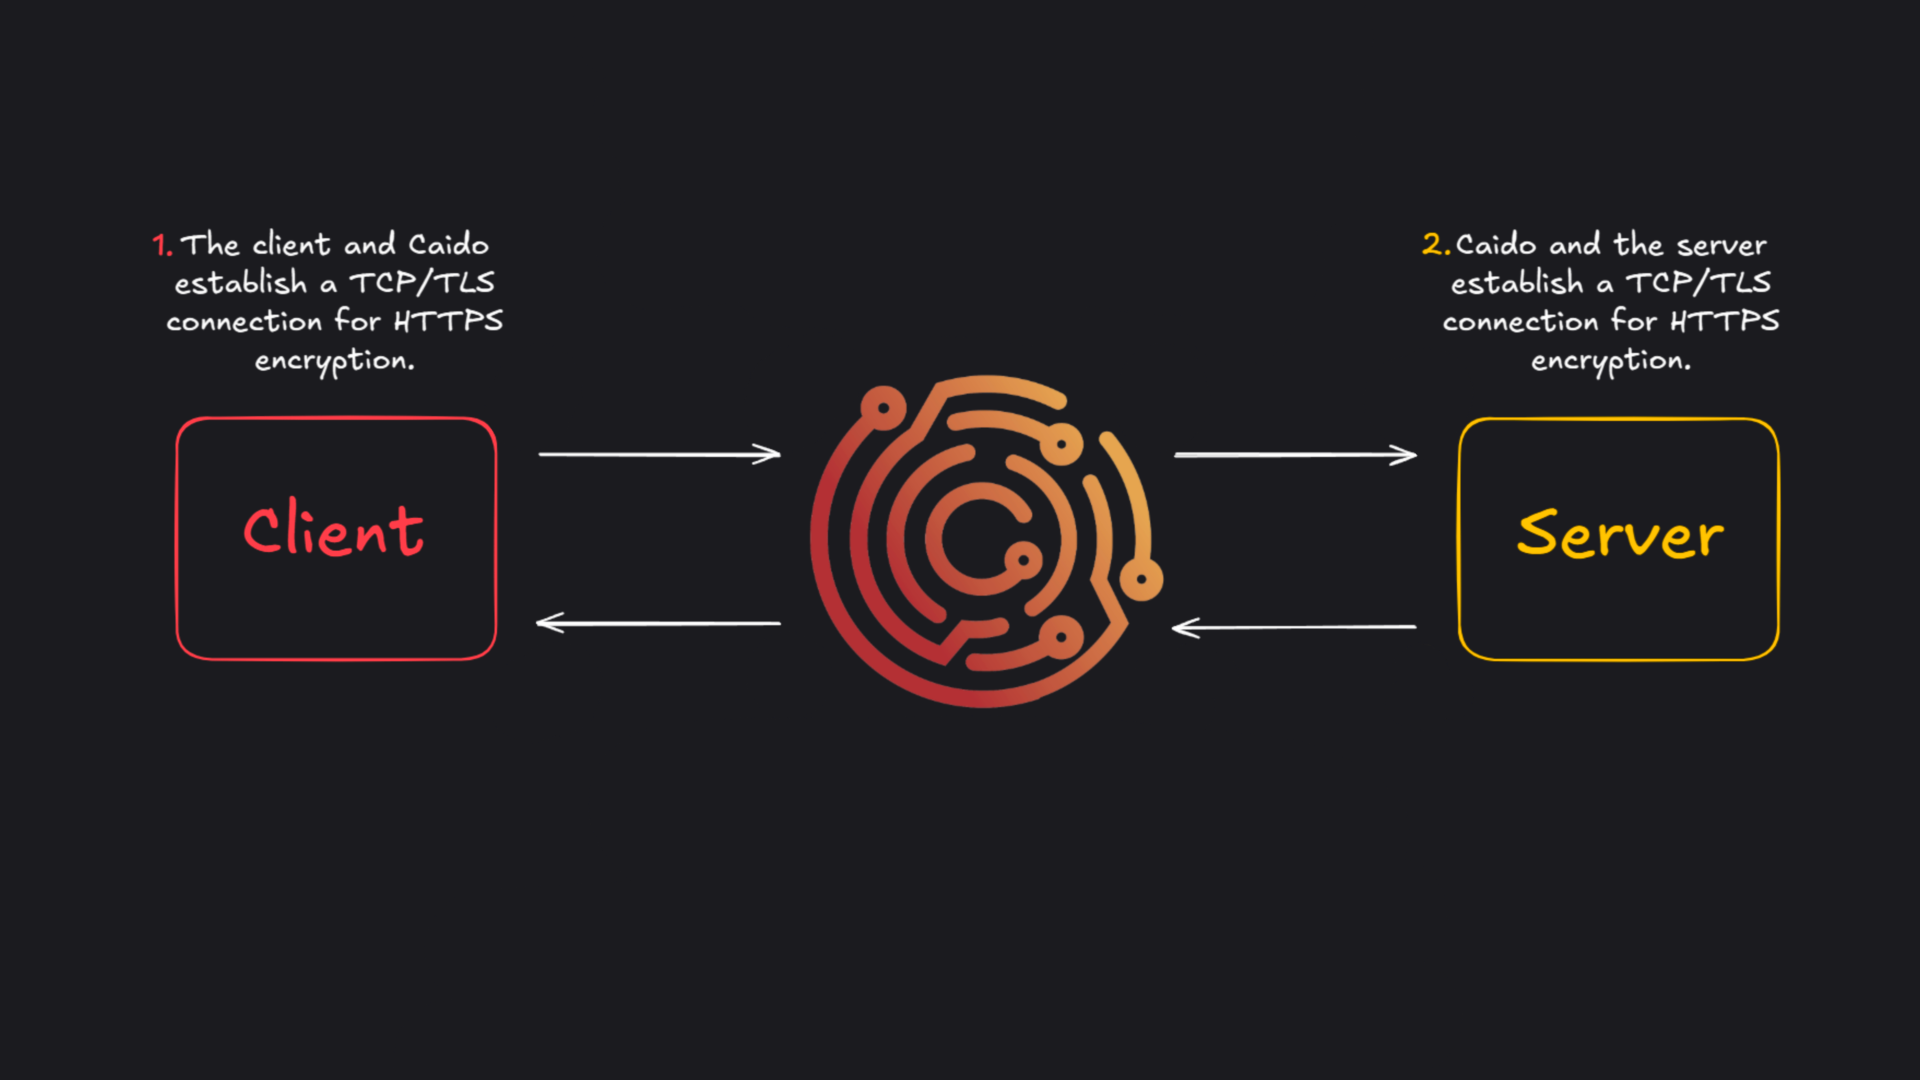 1. The client and Caido
establish a TCP/TLS
connection for HTTPS
encryption.
Client
2. Caido and the server
establish a TCP/TLS
connection for HTTPS
encryption.
Server